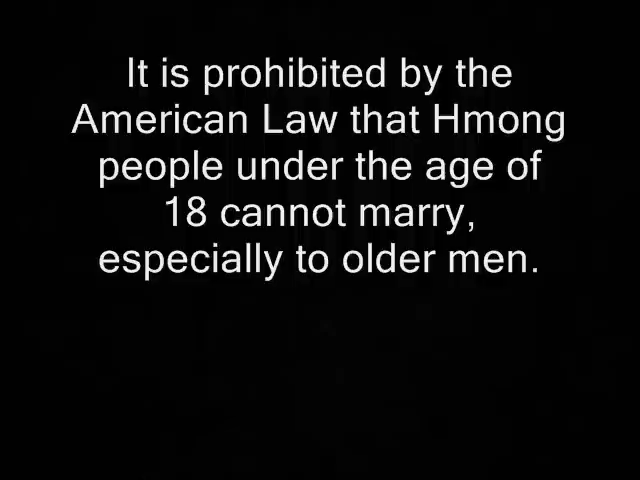 It is prohibited by the
American Law that Hmong
people under the age of
18 cannot marry,
especially to older men.